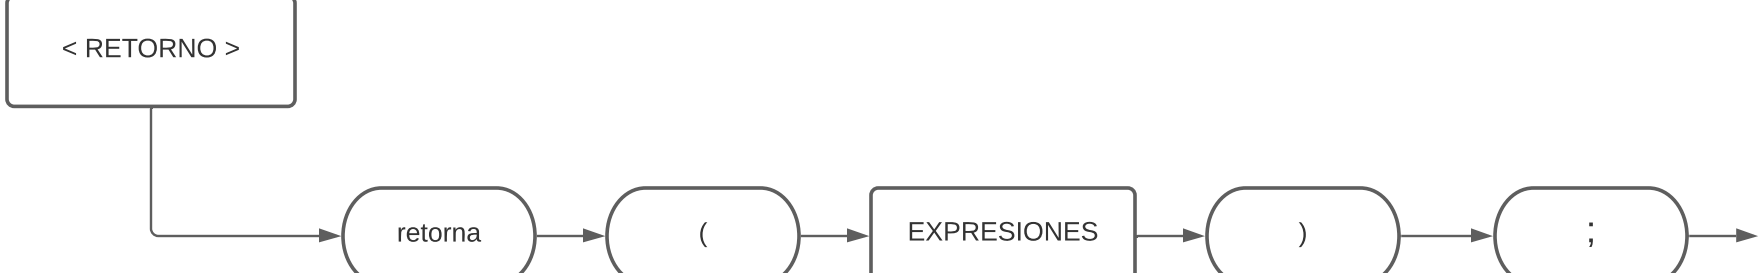 < RETORNO >
retorna
(
EXPRESIONES
)
;